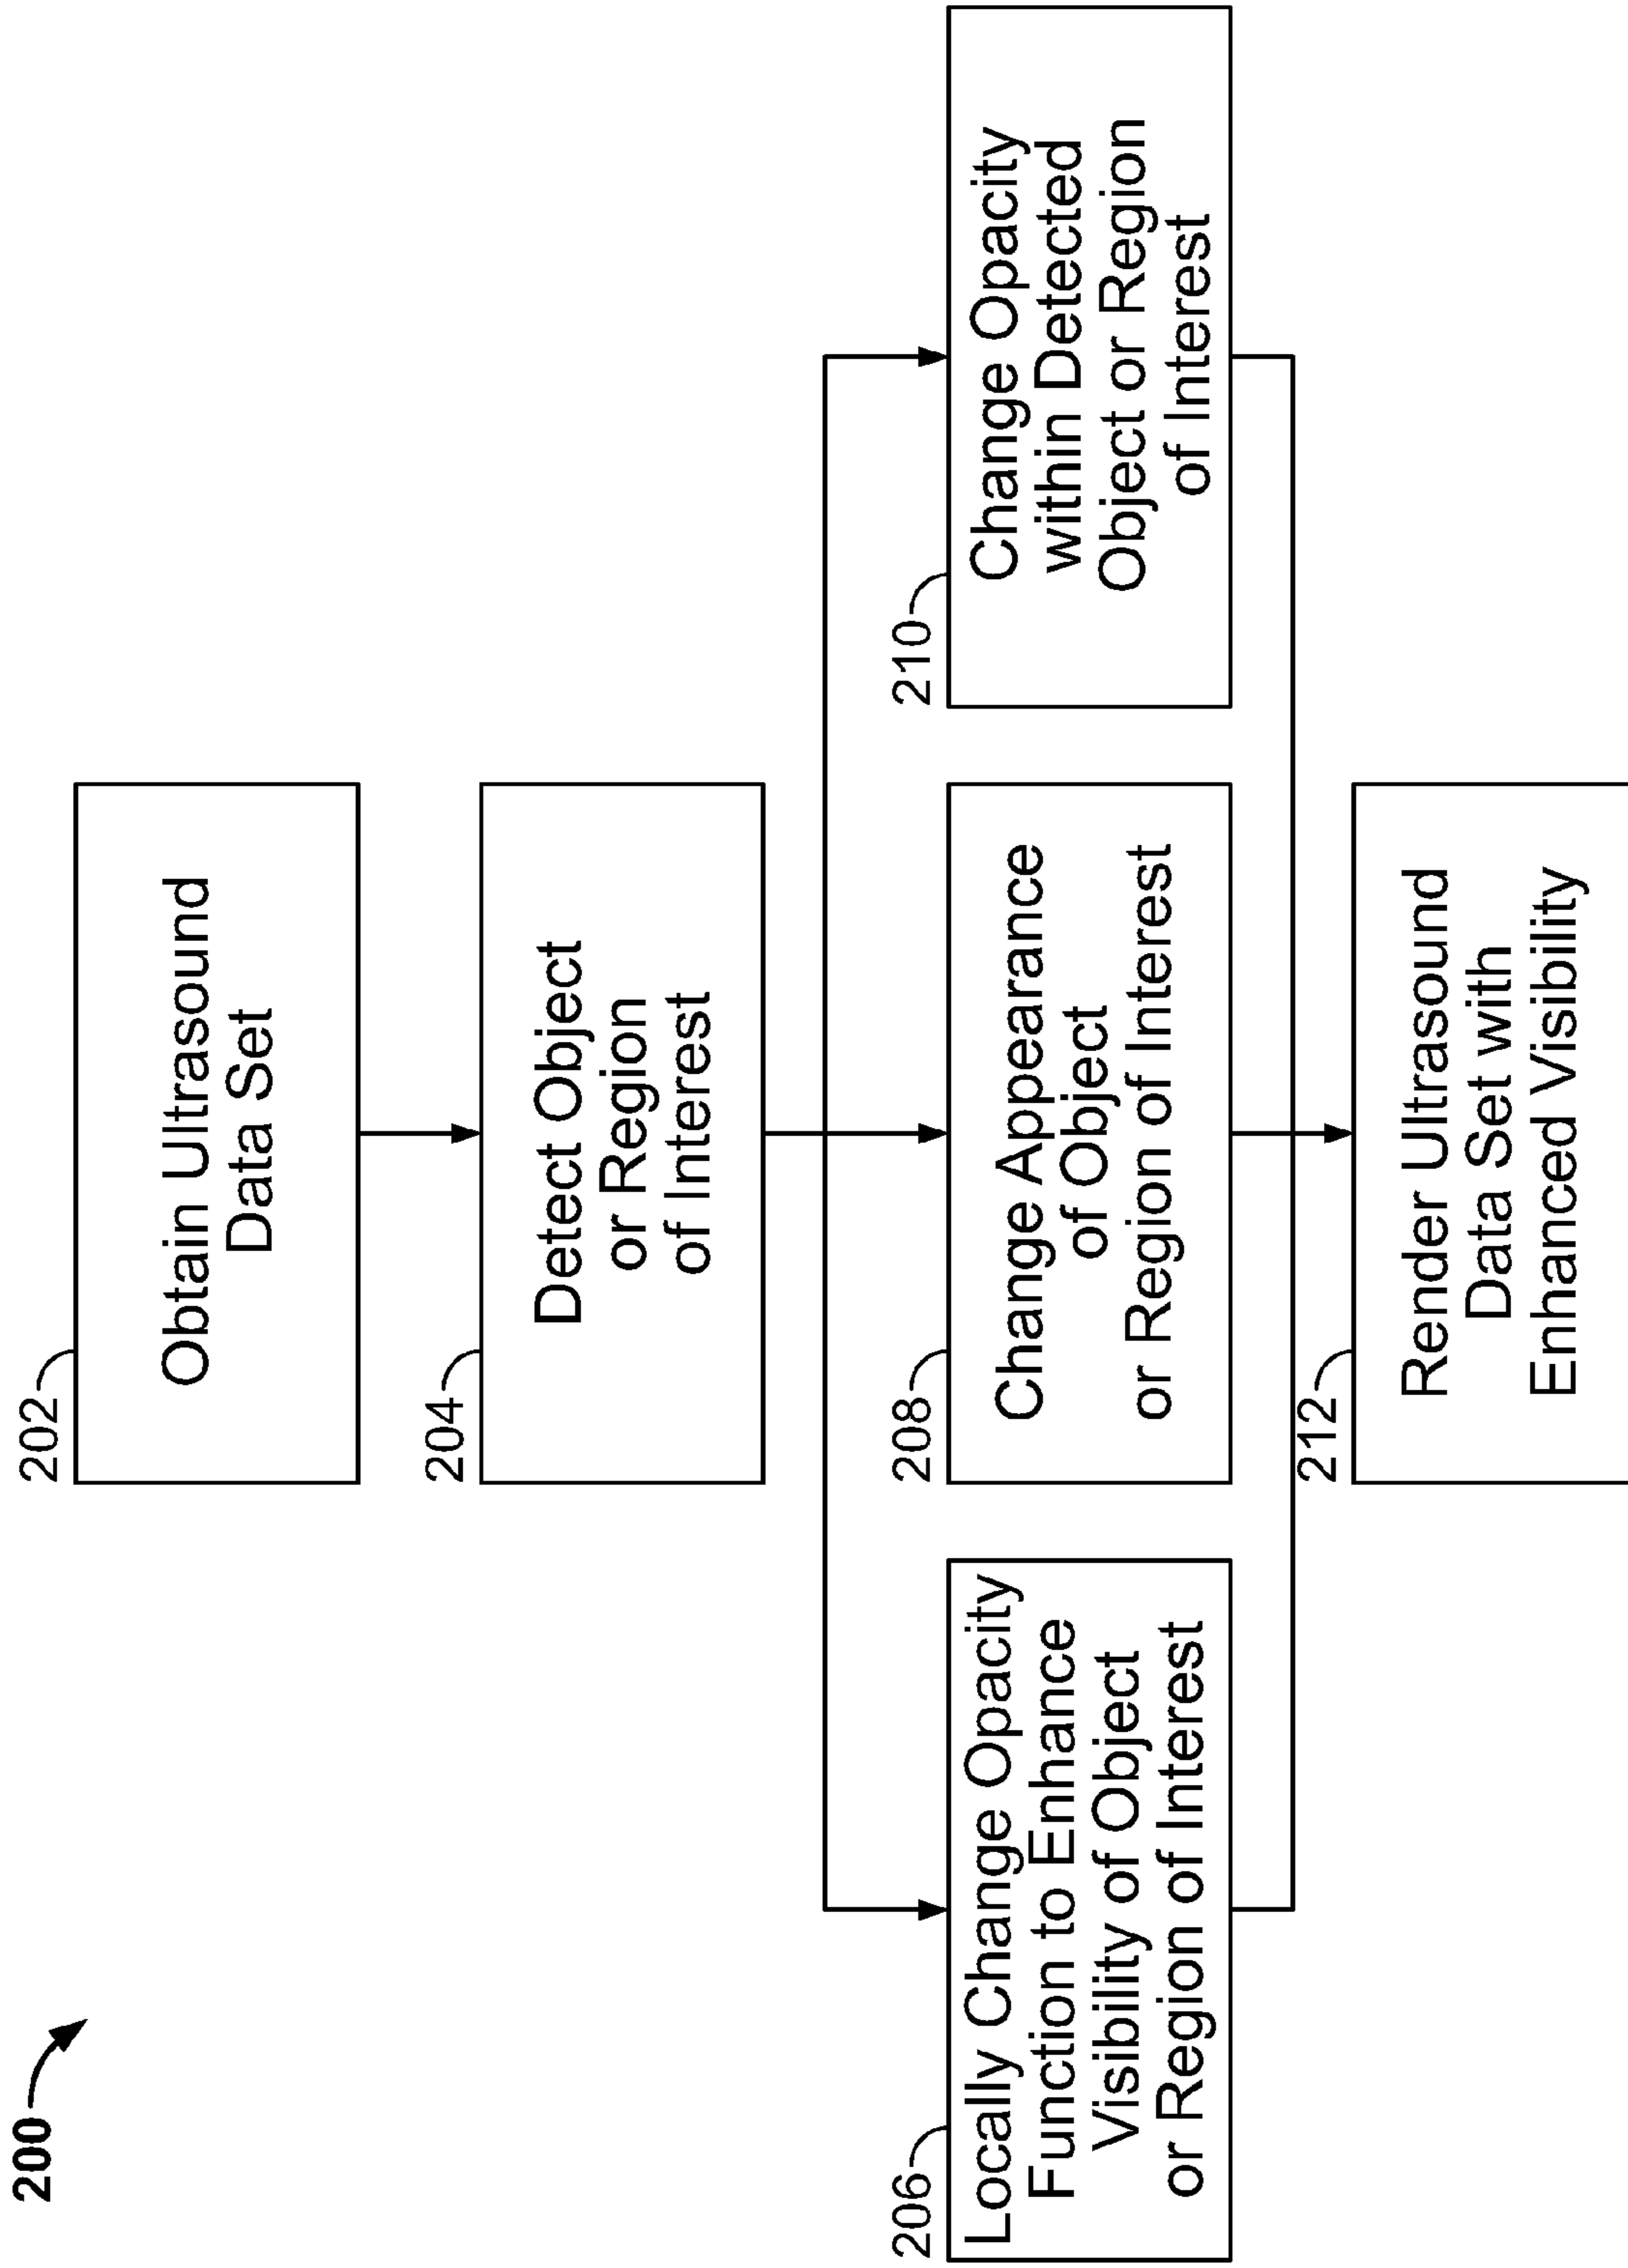 200
202
Obtain Ultrasound
Data Set
204
Detect Object
or Region
of Interest
206
Locally Change Opacity
Function to Enhance
Visibility of Object
or Region of Interest
208
Change Appearance
of Object
or Region of Interest
210
Change Opacity
within Detected
Object or Region
of Interest
212
Render Ultrasound
Data Set with
Enhanced Visibility